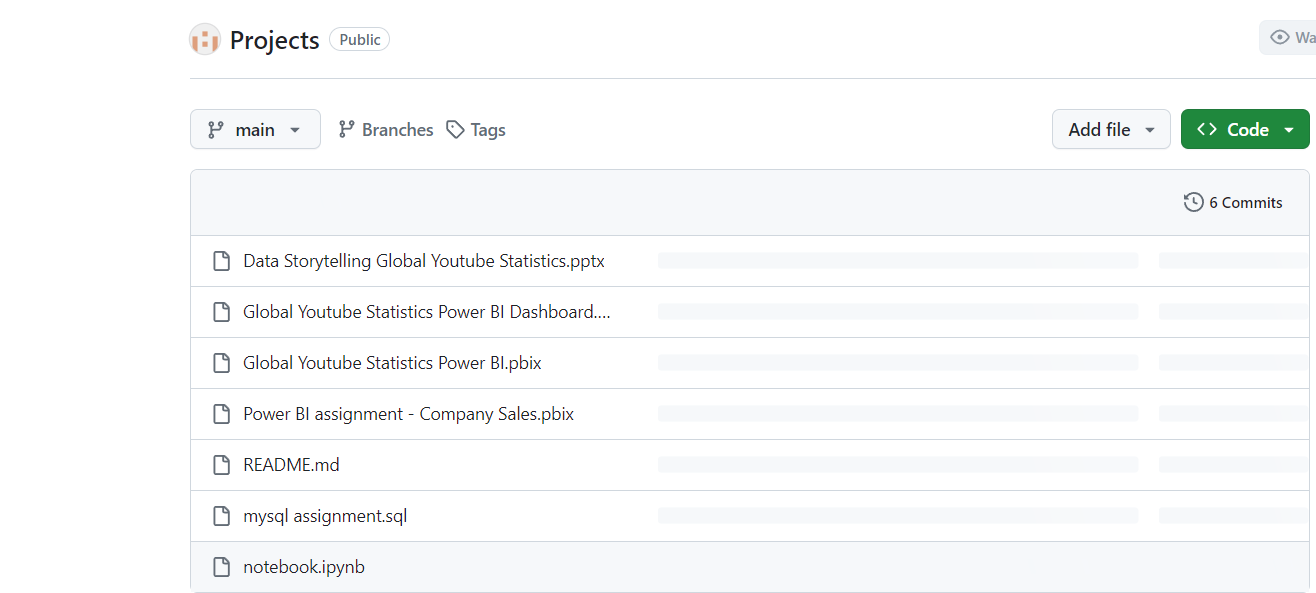 Projects Public
Wa
main Branches Tags Add file Code
6 Commits
Data Storytelling Global Youtube Statistics.pptx
Global Youtube Statistics Power BI Dashboard....
Global Youtube Statistics Power BI.pbix
Power BI assignment - Company Sales.pbix
README.md
mysql assignment.sql
notebook.ipynb